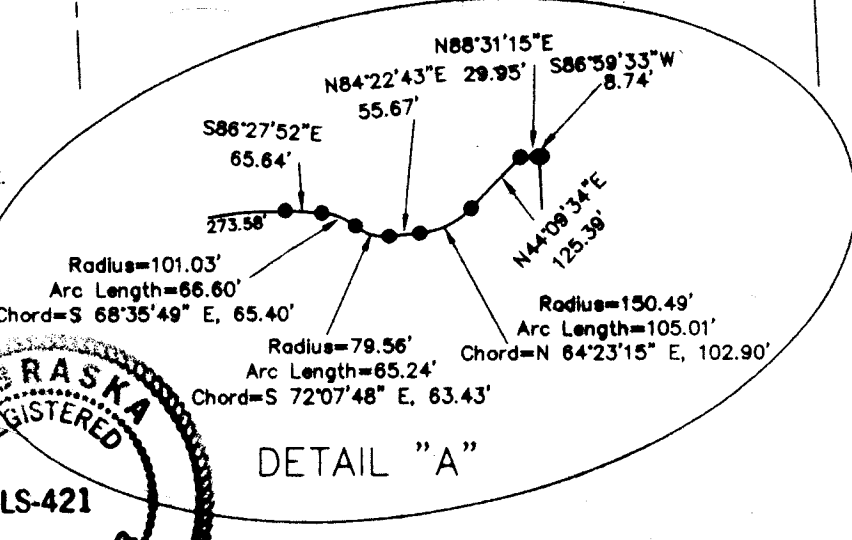 N88°31'15"E
29.95'
S86°59'33"W
8.74'
N84°22'43"E
55.67'
S86°27'52"E
65.64'
273.58'
N44°09'34"E
125.39'
Radius=101.03'
Arc Length=66.60'
Chord=S 68°35'49" E, 65.40'
Radius=79.56'
Arc Length=65.24'
Chord=S 72°07'48" E, 63.43'
Radius=150.49'
Arc Length=105.01'
Chord=N 64°23'15" E, 102.90'
DETAIL "A"
RASKA
GISTERED
LS-421